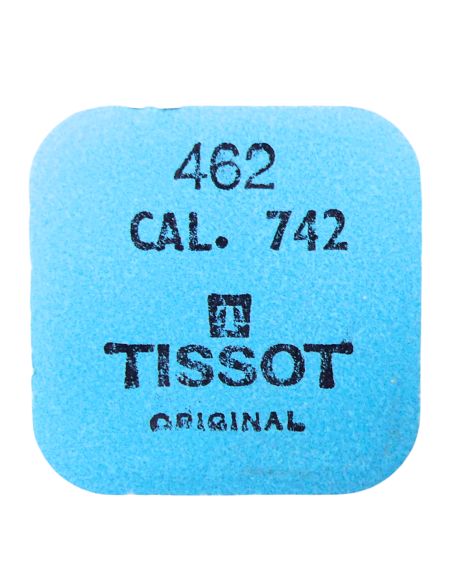 462
CAL. 742
T
TISSOT
ORIGINAL